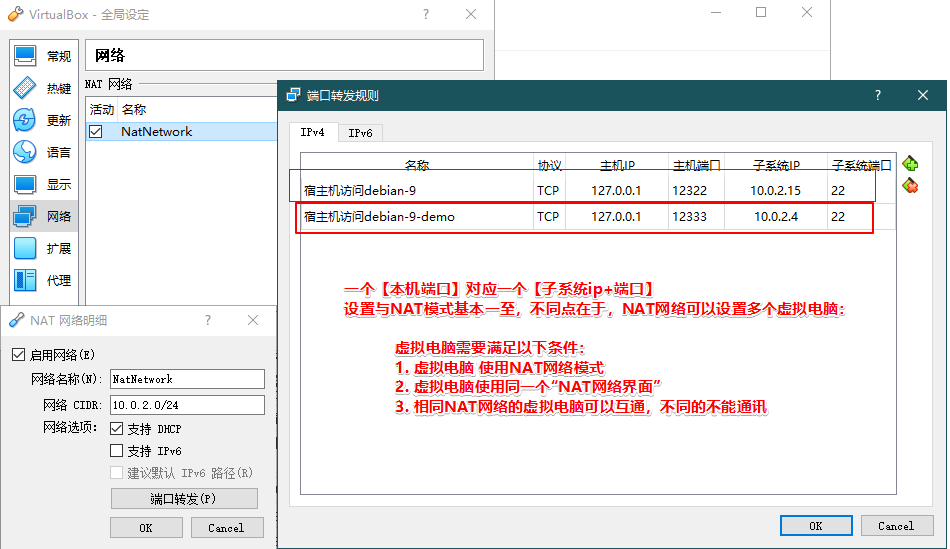 VirtualBox - 全局设定
?
常规
热键
更新
语言
显示
网络
扩展
代理
网络
NAT 网络
活动 名称
NatNetwork
NAT 网络明细
?
启用网络(E)
网络名称(N): NatNetwork
网络 CIDR: 10.0.2.0/24
网络选项: 支持 DHCP
支持 IPv6
建议默认 IPv6 路径(R)
端口转发(P)
OK Cancel
端口转发规则
?
IPv4 IPv6
名称 协议 主机IP 主机端口 子系统IP 子系统端口
宿主机访问debian-9 TCP 127.0.0.1 12322 10.0.2.15 22
宿主机访问debian-9-demo TCP 127.0.0.1 12333 10.0.2.4 22
一个【本机端口】对应一个【子系统ip+端口】
设置与NAT模式基本一至，不同点在于，NAT网络可以设置多个虚拟电脑：
虚拟电脑需要满足以下条件：
1. 虚拟电脑 使用NAT网络模式
2. 虚拟电脑使用同一个“NAT网络界面”
3. 相同NAT网络的虚拟电脑可以互通，不同的不能通讯
OK Cancel